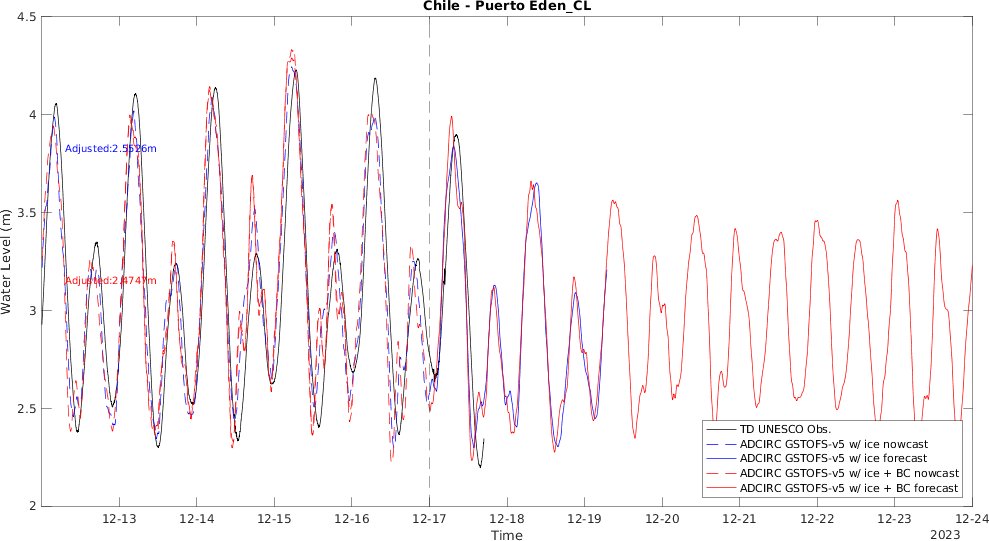 Chile - Puerto Eden_CL
4.5
4
3.5
3
2.5
2
Water Level (m)
Adjusted:2.5526m
Adjusted:2.4747m
TD UNESCO Obs.
ADCIRC GSTOFS-v5 w/ ice nowcast
ADCIRC GSTOFS-v5 w/ ice forecast
ADCIRC GSTOFS-v5 w/ ice + BC nowcast
ADCIRC GSTOFS-v5 w/ ice + BC forecast
12-13 12-14 12-15 12-16 12-17 12-18 12-19 12-20 12-21 12-22 12-23 12-24
Time
2023